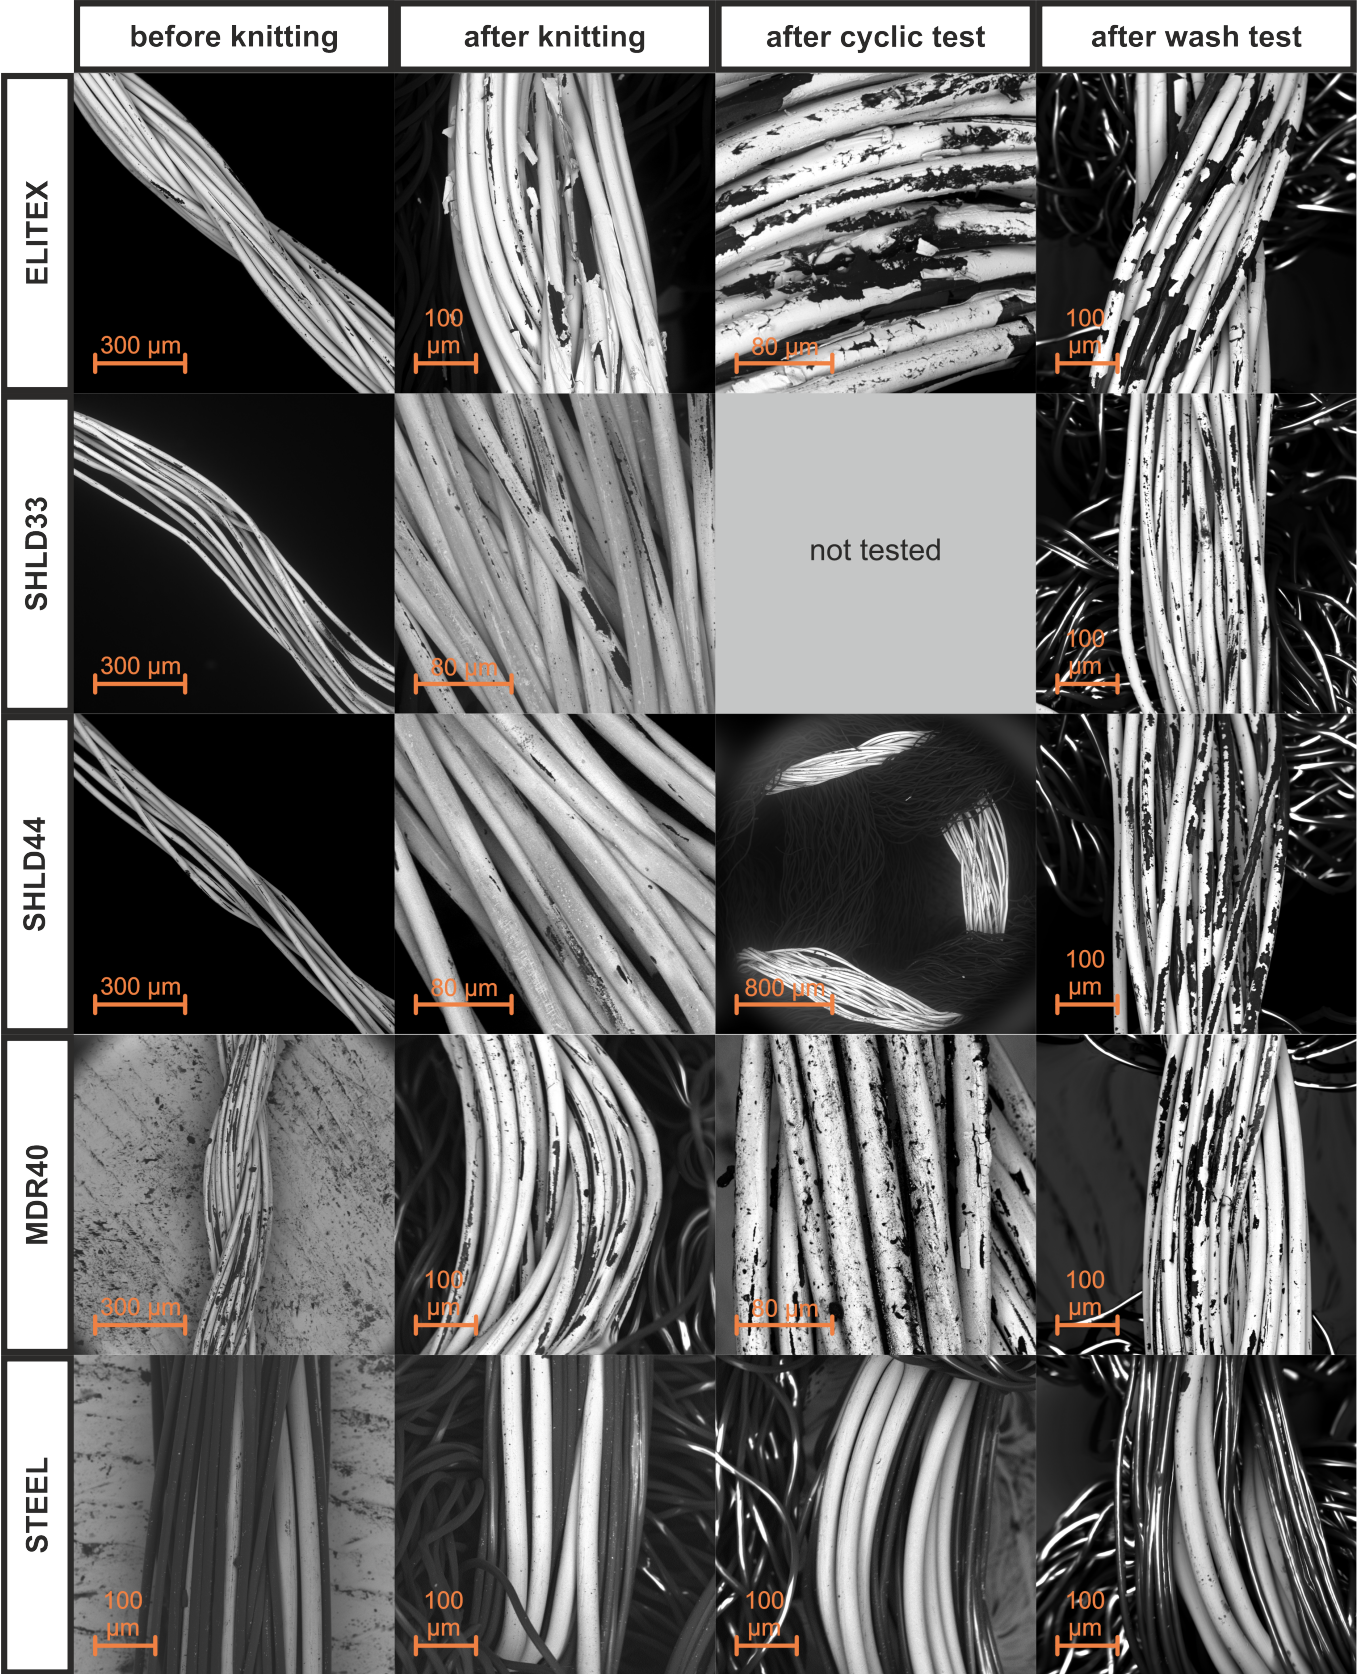 before knitting
after knitting
after cyclic test
after wash test
ELITEX
300 µm
100
µm
80 µm
100
µm
SHLD33
300 µm
80 µm
not tested
100
µm
SHLD44
300 µm
80 µm
800 µm
100
µm
MDR40
300 µm
100
µm
80 µm
100
µm
STEEL
100
µm
100
µm
100
µm
100
µm